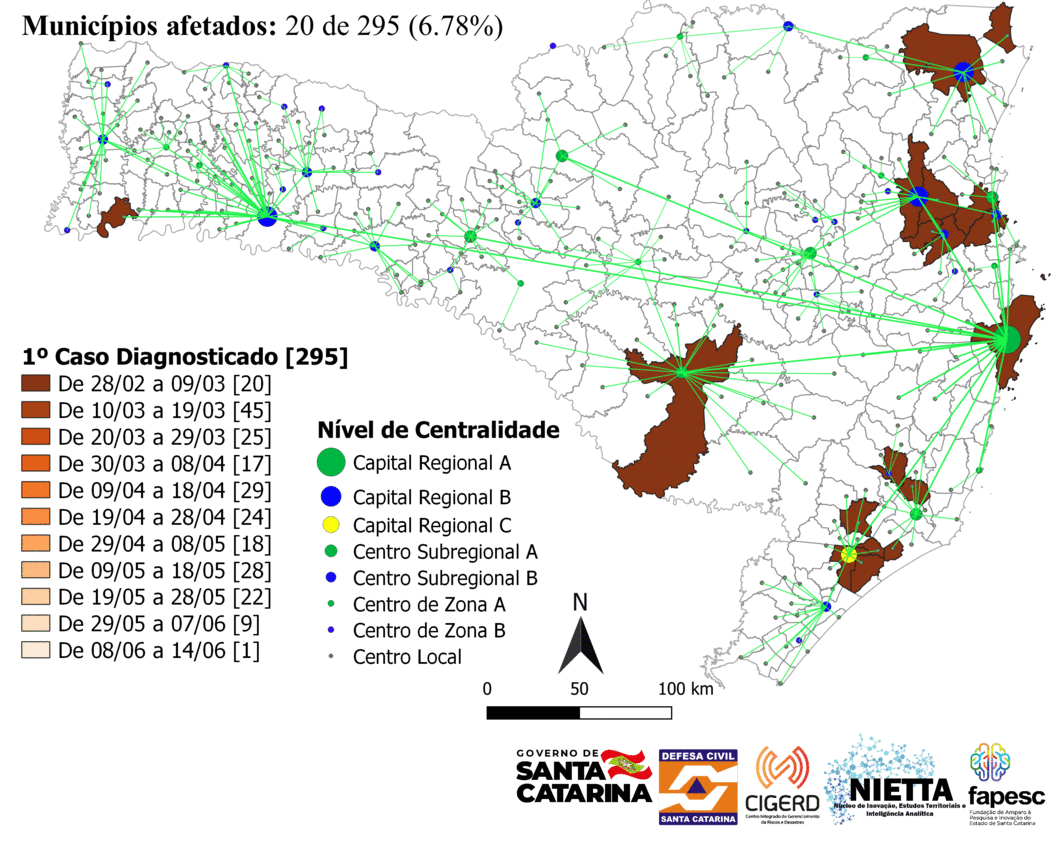 Municípios afetados: 20 de 295 (6.78%)
1º Caso Diagnosticado [295]
De 28/02 a 09/03 [20]
De 10/03 a 19/03 [45]
De 20/03 a 29/03 [25]
De 30/03 a 08/04 [17]
De 09/04 a 18/04 [29]
De 19/04 a 28/04 [24]
De 29/04 a 08/05 [18]
De 09/05 a 18/05 [28]
De 19/05 a 28/05 [22]
De 29/05 a 07/06 [9]
De 08/06 a 14/06 [1]
Nível de Centralidade
Capital Regional A
Capital Regional B
Capital Regional C
Centro Subregional A
Centro Subregional B
Centro de Zona A
Centro de Zona B
Centro Local
N
0 50 100 km
GOVERNO DE
SANTA
CATARINA
DEFESA CIVIL
SANTA CATARINA
CIGERD
Centro Integrado de Gerenciamento
de Riscos e Desastres
NIETTA
Núcleo de Inovação, Estudos Territoriais e
Inteligência Analítica
fapesc
Fundação de Amparo à
Pesquisa e Inovação do
Estado de Santa Catarina